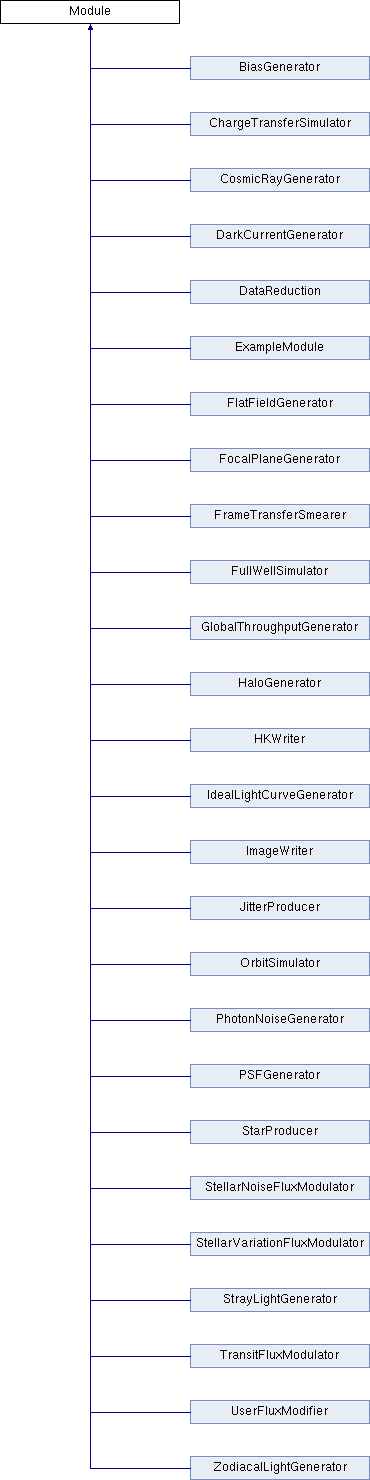 Module
BiasGenerator
ChargeTransferSimulator
CosmicRayGenerator
DarkCurrentGenerator
DataReduction
ExampleModule
FlatFieldGenerator
FocalPlaneGenerator
FrameTransferSmearer
FullWellSimulator
GlobalThroughputGenerator
HaloGenerator
HKWriter
IdealLightCurveGenerator
ImageWriter
JitterProducer
OrbitSimulator
PhotonNoiseGenerator
PSFGenerator
StarProducer
StellarNoiseFluxModulator
StellarVariationFluxModulator
StrayLightGenerator
TransitFluxModulator
UserFluxModifier
ZodiacalLightGenerator